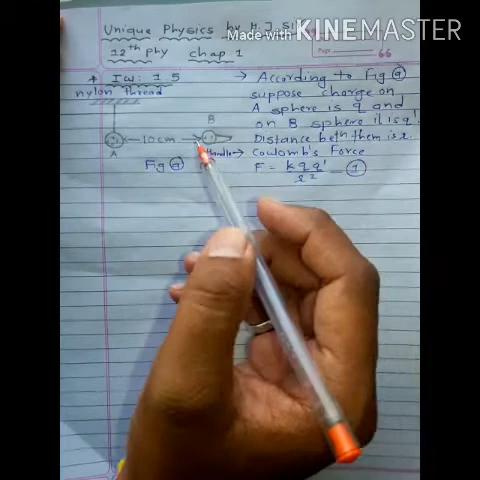 Unique Physics by H.J.
Made with KINEMASTER
12th phy chap 1
Page 66
* Iw: 1 5
nylon thread
B
10cm
A
Fig (a)
Handle
→ According to Fig (a)
suppose charge on
A sphere is q and
on B sphere it is q'
Distance betn them is r.
→ Coulomb's Force
F = kqq'/r² — (1)